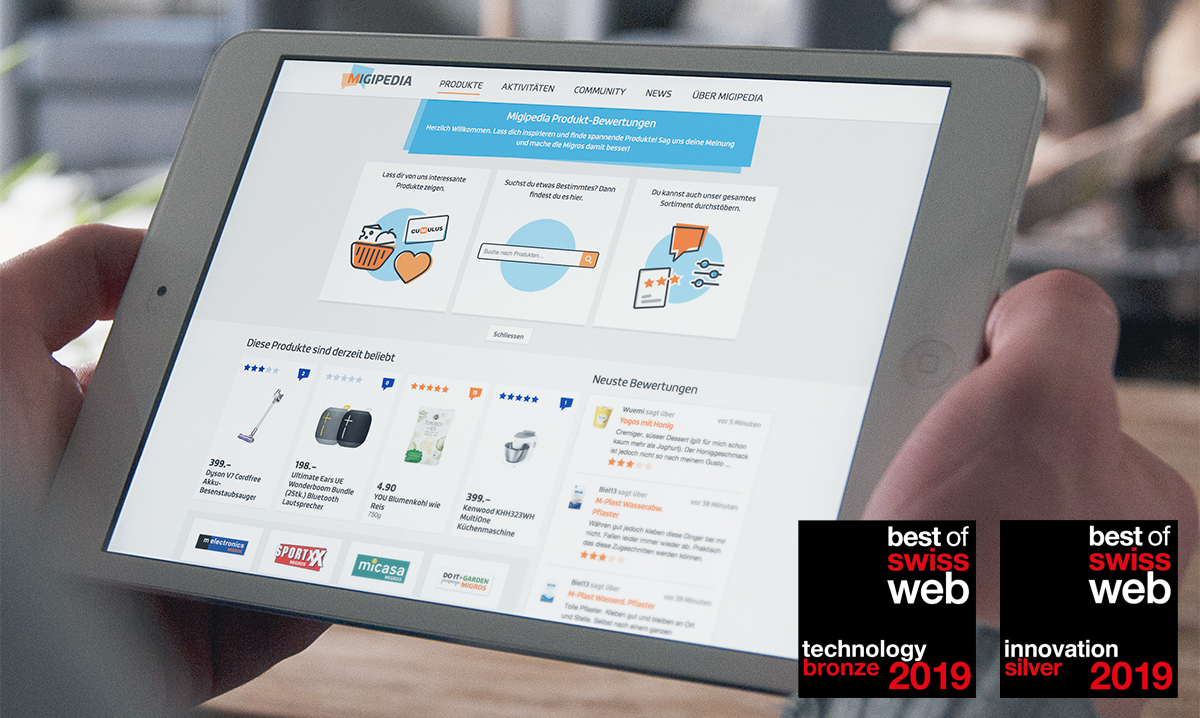 MIGIPEDIA
PRODUKTE
AKTIVITÄTEN
COMMUNITY
NEWS
ÜBER MIGIPEDIA
Migipedia Produkt-Bewertungen
Herzlich Willkommen. Lass dich inspirieren und finde spannende Produkte! Sag uns deine Meinung
und mache die Migros damit besser!
Lass dir von uns interessante
Produkte zeigen.
CUMULUS
Suchst du etwas Bestimmtes? Dann
findest du es hier.
Suche nach Produkten...
Du kannst auch unser gesamtes
Sortiment durchstöbern.
Schliessen
Diese Produkte sind derzeit beliebt
2
399.–
Dyson V7 Cordfree
Akku-
Besenstaubsauger
0
198.–
Ultimate Ears UE
Wonderboom Bundle
(2Stk.) Bluetooth
Lautsprecher
4.90
YOU Blumenkohl wie
Reis
750g
1
399.–
Kenwood KHH323WH
MultiOne
Küchenmaschine
m electronics
MIGROS
SPORTXX
MIGROS
micasa
MIGROS
DO IT + GARDEN
MIGROS
Neuste Bewertungen
Wuemi sagt über
vor 5 Minuten
Yogos mit Honig
Cremiger, süsser Dessert (gilt für mich schon
kaum mehr als Joghurt). Der Honiggeschmack
ist jedoch nicht so nach meinem Gusto ...
Biel13 sagt über
vor 38 Minuten
M-Plast Wasserabw.
Pflaster
Währen gut jedoch kleben diese Dinger bei mir
nicht. Fallen leider immer wieder ab. Praktisch
das diese Zugeschnitten werden können.
Biel13 sagt über
vor 39 Minuten
M-Plast Wasserd. Pflaster
Tolle Pflaster. Kleben gut und bleiben an Ort
und Stelle. Selbst nach einem ganzen
best of
swiss
web
technology
bronze 2019
best of
swiss
web
innovation
silver 2019